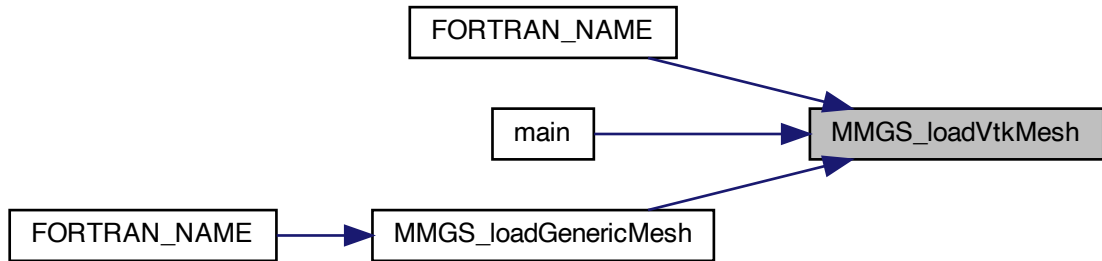 FORTRAN_NAME
main
MMGS_loadVtkMesh
FORTRAN_NAME
MMGS_loadGenericMesh